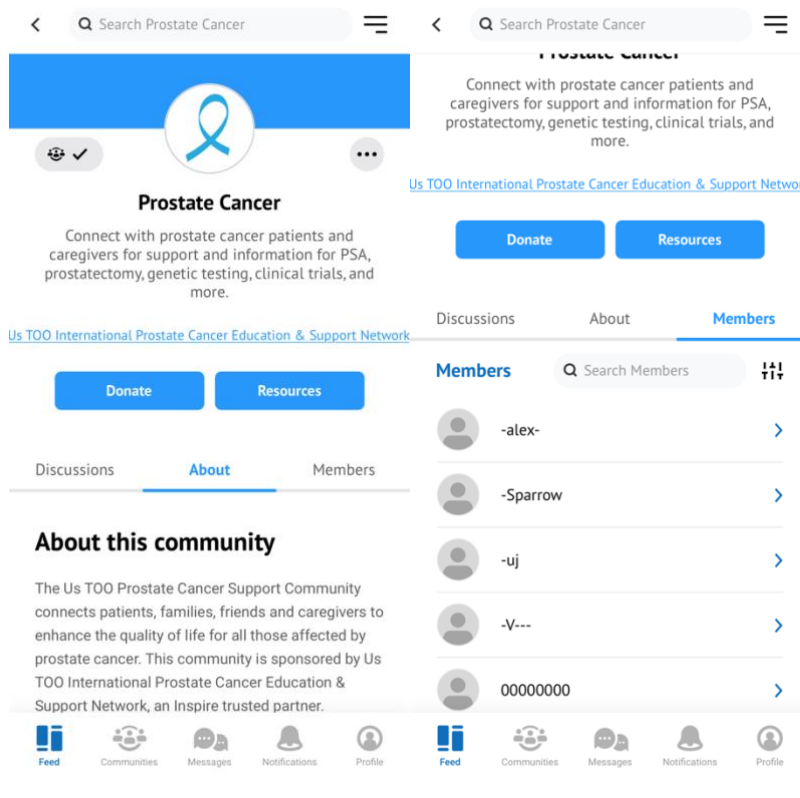 Search Prostate Cancer
Prostate Cancer
Connect with prostate cancer patients and
caregivers for support and information for PSA,
prostatectomy, genetic testing, clinical trials, and
more.
Us TOO International Prostate Cancer Education & Support Network
Donate
Resources
Discussions
About
Members
About this community
The Us TOO Prostate Cancer Support Community
connects patients, families, friends and caregivers to
enhance the quality of life for all those affected by
prostate cancer. This community is sponsored by Us
TOO International Prostate Cancer Education &
Support Network, an Inspire trusted partner.
Feed
Communities
Messages
Notifications
Profile
Search Prostate Cancer
Prostate Cancer
Connect with prostate cancer patients and
caregivers for support and information for PSA,
prostatectomy, genetic testing, clinical trials, and
more.
Us TOO International Prostate Cancer Education & Support Netwo
Donate
Resources
Discussions
About
Members
Members
Search Members
-alex-
-Sparrow
-uj
-V---
00000000
Feed
Communities
Messages
Notifications
Profile